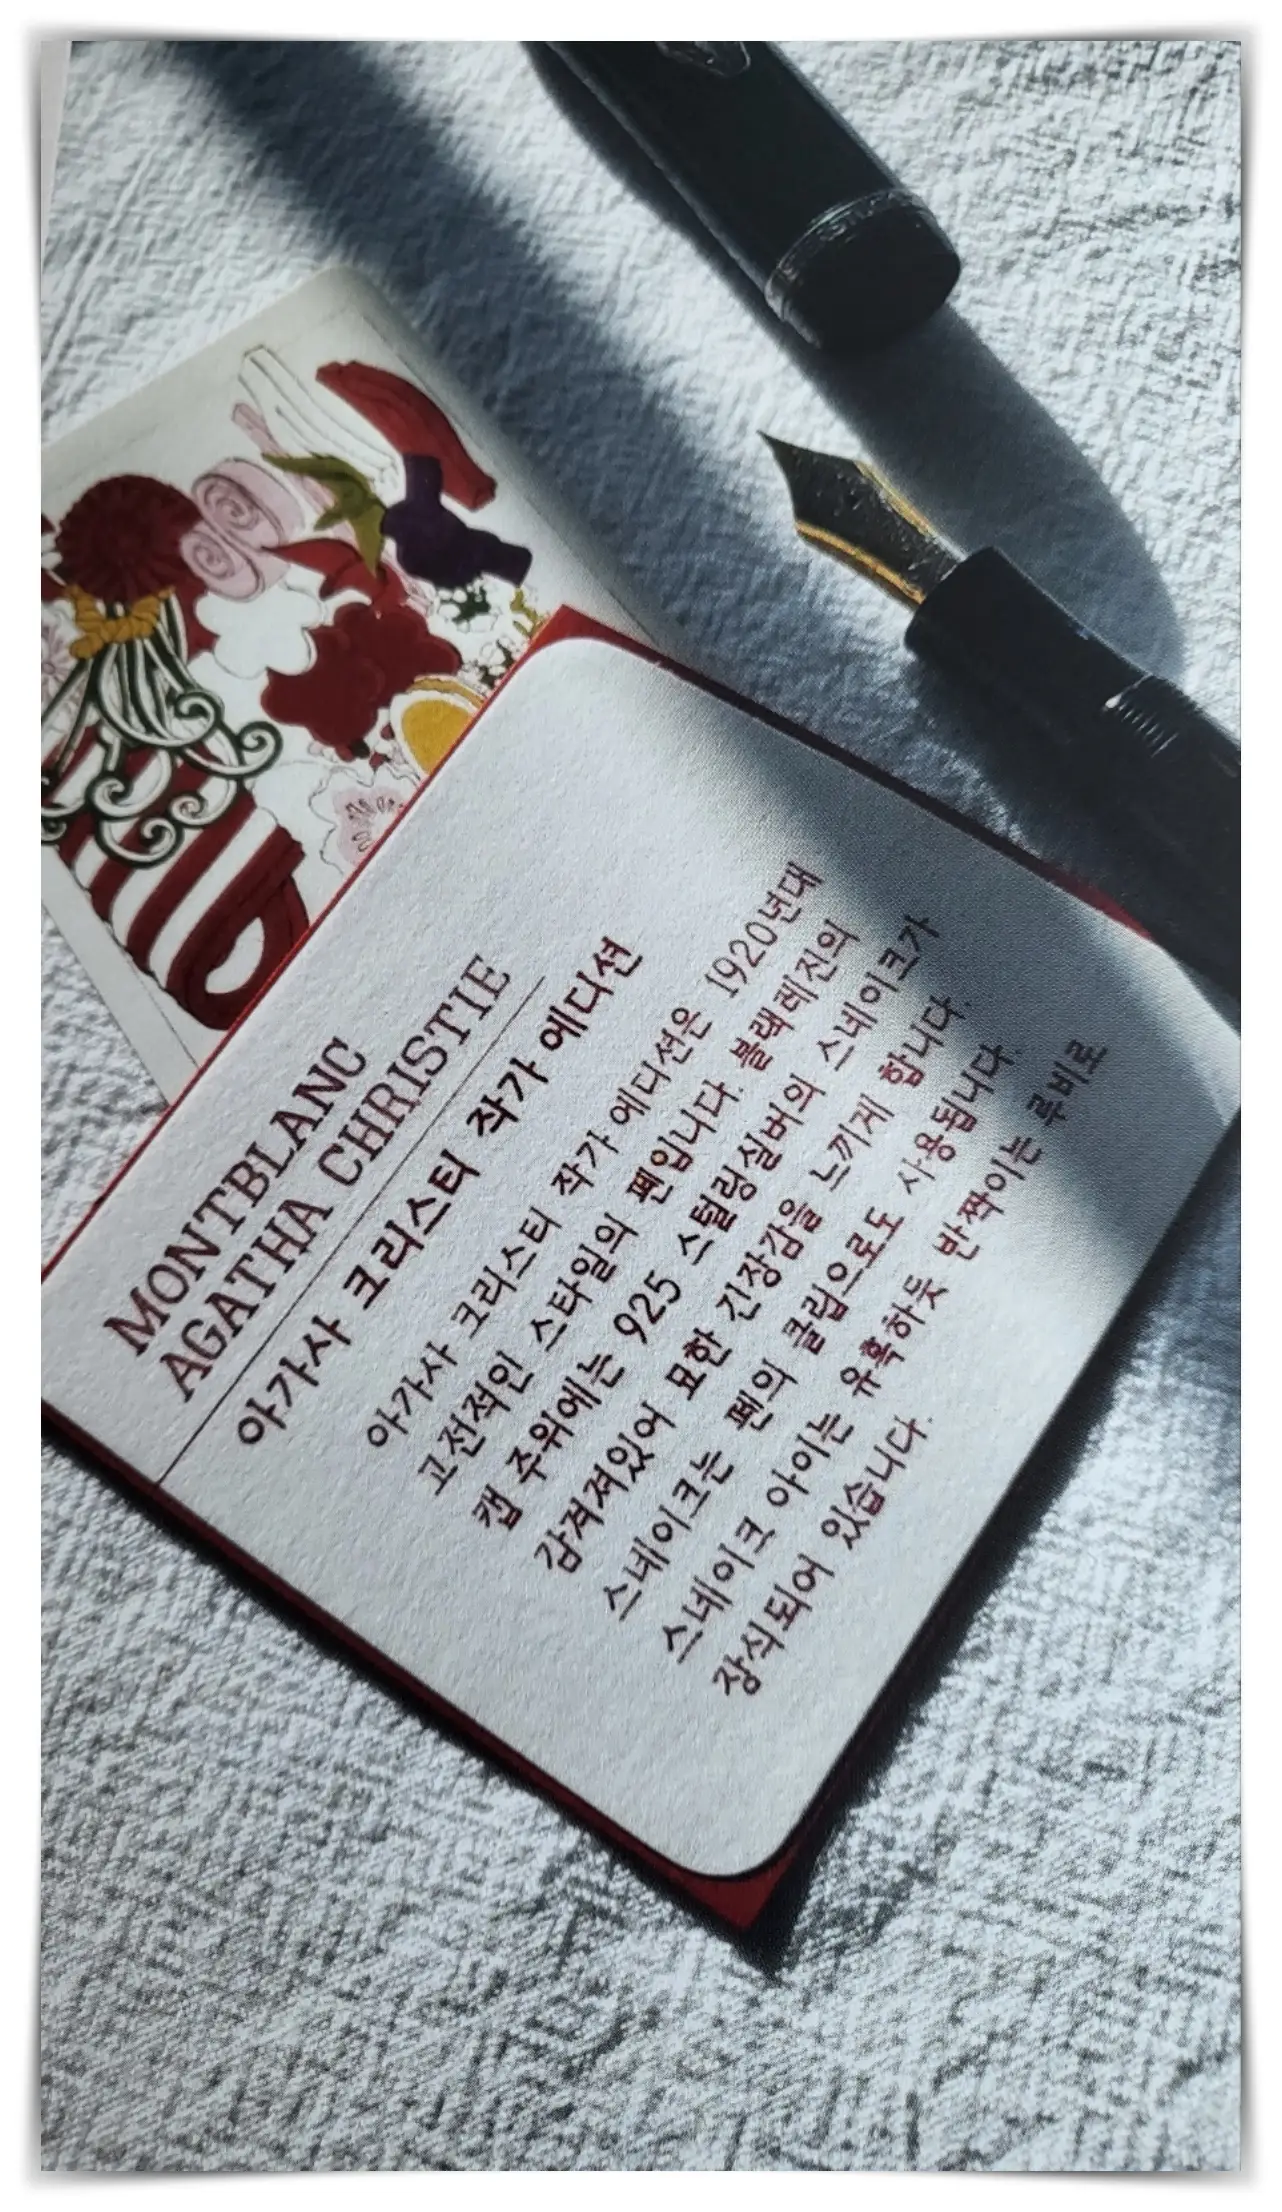 MONTBLANC
AGATHA CHRISTIE
아가사 크리스티 작가 에디션
아가사 크리스티 작가 에디션은 1920년대
고전적인 스타일의 펜입니다. 블랙레진의
캡 주위에는 925 스털링실버의 스네이크가
감겨져있어 묘한 긴장감을 느끼게 합니다.
스네이크는 펜의 클립으로도 사용됩니다.
스네이크 아이는 유혹하듯 반짝이는 루비로
장식되어 있습니다.